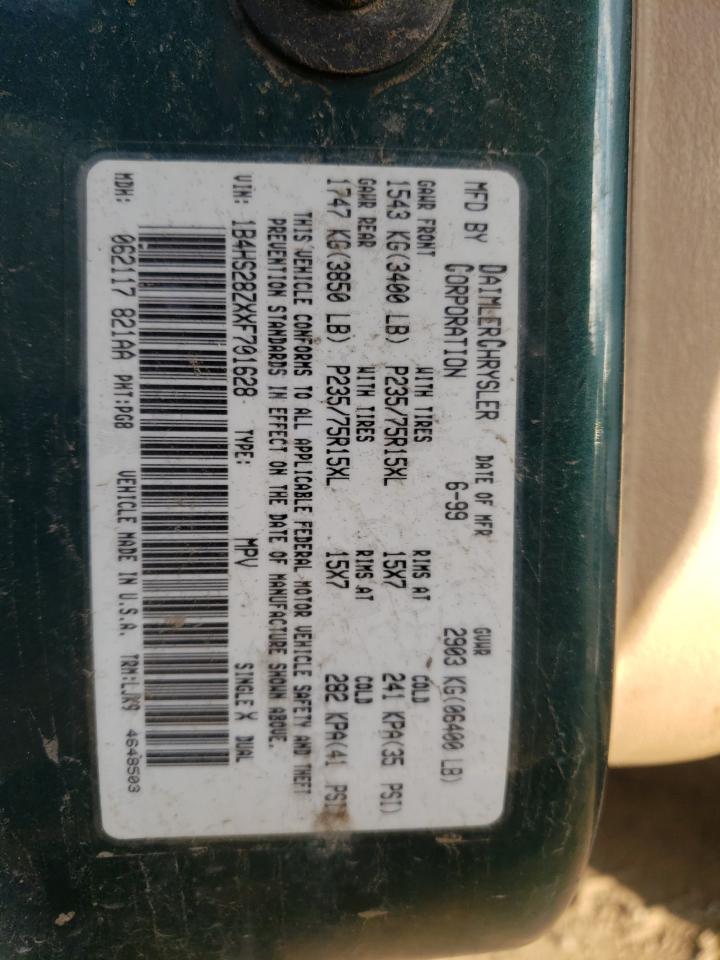 MFD BY DAIMLERCHRYSLER CORPORATION DATE OF MFR 6-99 GVWR 2903 KG(06400 LB)
GAWR FRONT WITH TIRES RIMS AT COLD
1543 KG(3400 LB) P235/75R15XL 15X7 241 KPA(35 PSI)
GAWR REAR WITH TIRES RIMS AT COLD
1747 KG(3850 LB) P235/75R15XL 15X7 282 KPA(41 PSI)
THIS VEHICLE CONFORMS TO ALL APPLICABLE FEDERAL MOTOR VEHICLE SAFETY AND THEFT
PREVENTION STANDARDS IN EFFECT ON THE DATE OF MANUFACTURE SHOWN ABOVE.
VIN: 1B4HS28ZXXF701628 TYPE: MPV SINGLE X DUAL
MDH: 062117 821AA PNT:PG8 VEHICLE MADE IN U.S.A. TRM:LJK9 4648503